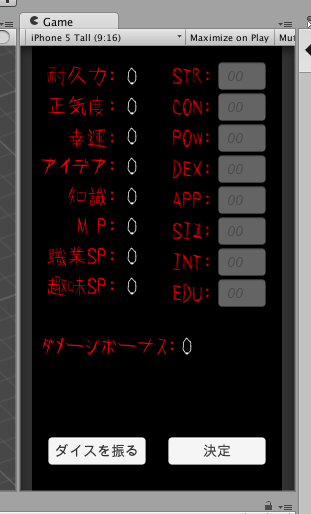 Game
iPhone 5 Tall (9:16) Maximize on Play Mut
耐久力: 0 STR: 00
正気度: 0 CON: 00
幸運: 0 POW: 00
アイデア: 0 DEX: 00
知識: 0 APP: 00
MP: 0 SIZ: 00
職業SP: 0 INT: 00
趣味SP: 0 EDU: 00
ダメージボーナス: 0
ダイスを振る 決定